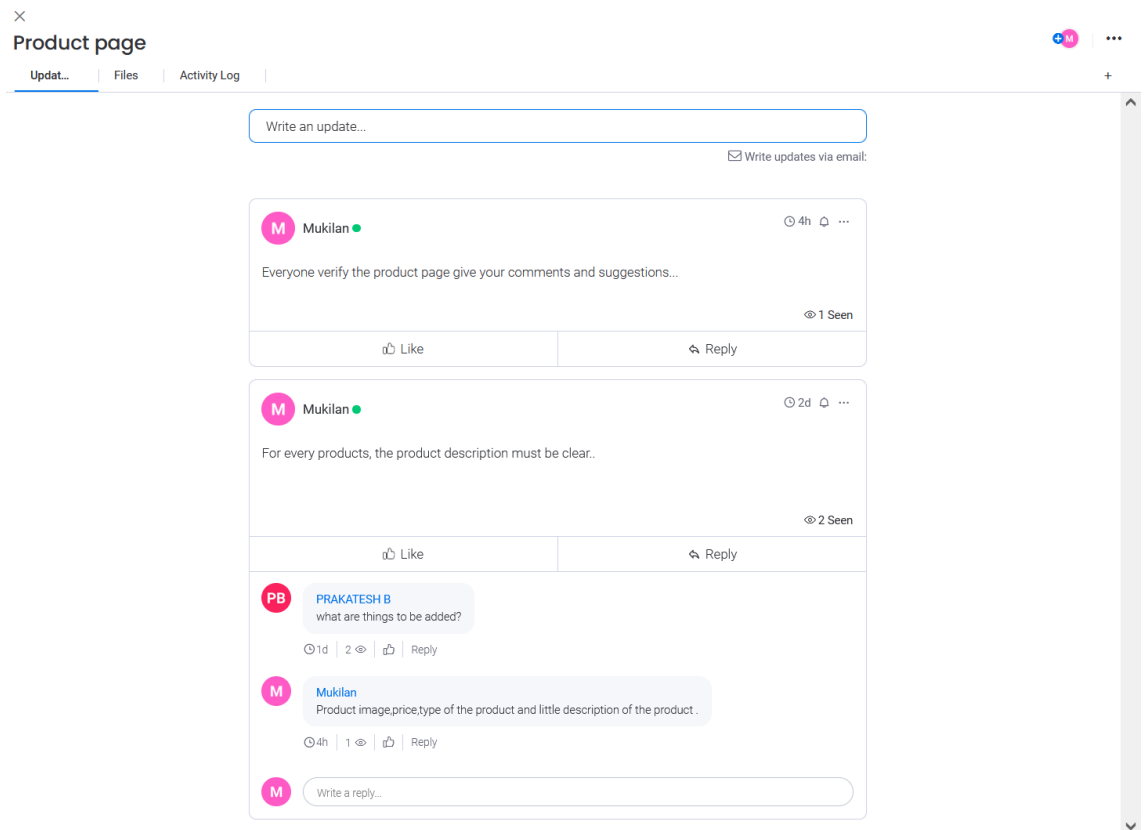 Product page
M
Updat...
Files
Activity Log
+
Write an update...
Write updates via email:
M
Mukilan
4h
Everyone verify the product page give your comments and suggestions...
1 Seen
Like
Reply
M
Mukilan
2d
For every products, the product description must be clear..
2 Seen
Like
Reply
PB
PRAKATESH B
what are things to be added?
1d
2
Reply
M
Mukilan
Product image,price,type of the product and little description of the product .
4h
1
Reply
M
Write a reply...